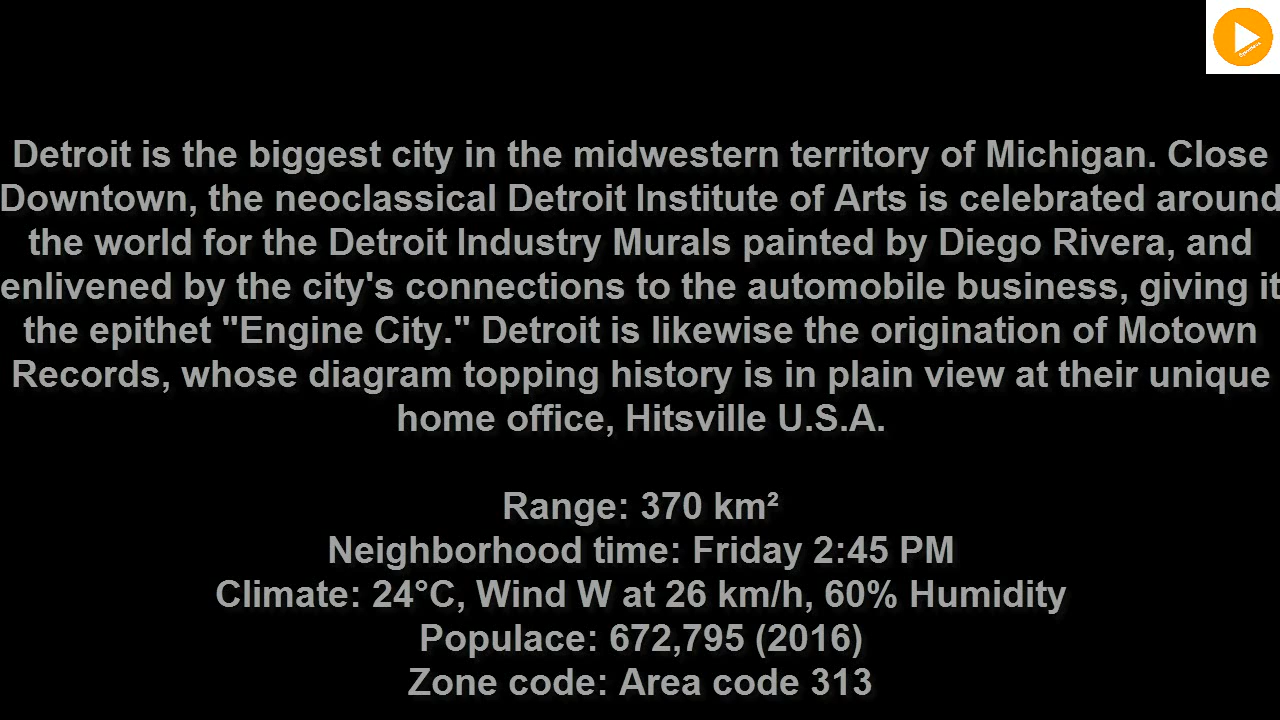 Detroit is the biggest city in the midwestern territory of Michigan. Close
Downtown, the neoclassical Detroit Institute of Arts is celebrated around
the world for the Detroit Industry Murals painted by Diego Rivera, and
enlivened by the city's connections to the automobile business, giving it
the epithet "Engine City." Detroit is likewise the origination of Motown
Records, whose diagram topping history is in plain view at their unique
home office, Hitsville U.S.A.
Range: 370 km²
Neighborhood time: Friday 2:45 PM
Climate: 24°C, Wind W at 26 km/h, 60% Humidity
Populace: 672,795 (2016)
Zone code: Area code 313